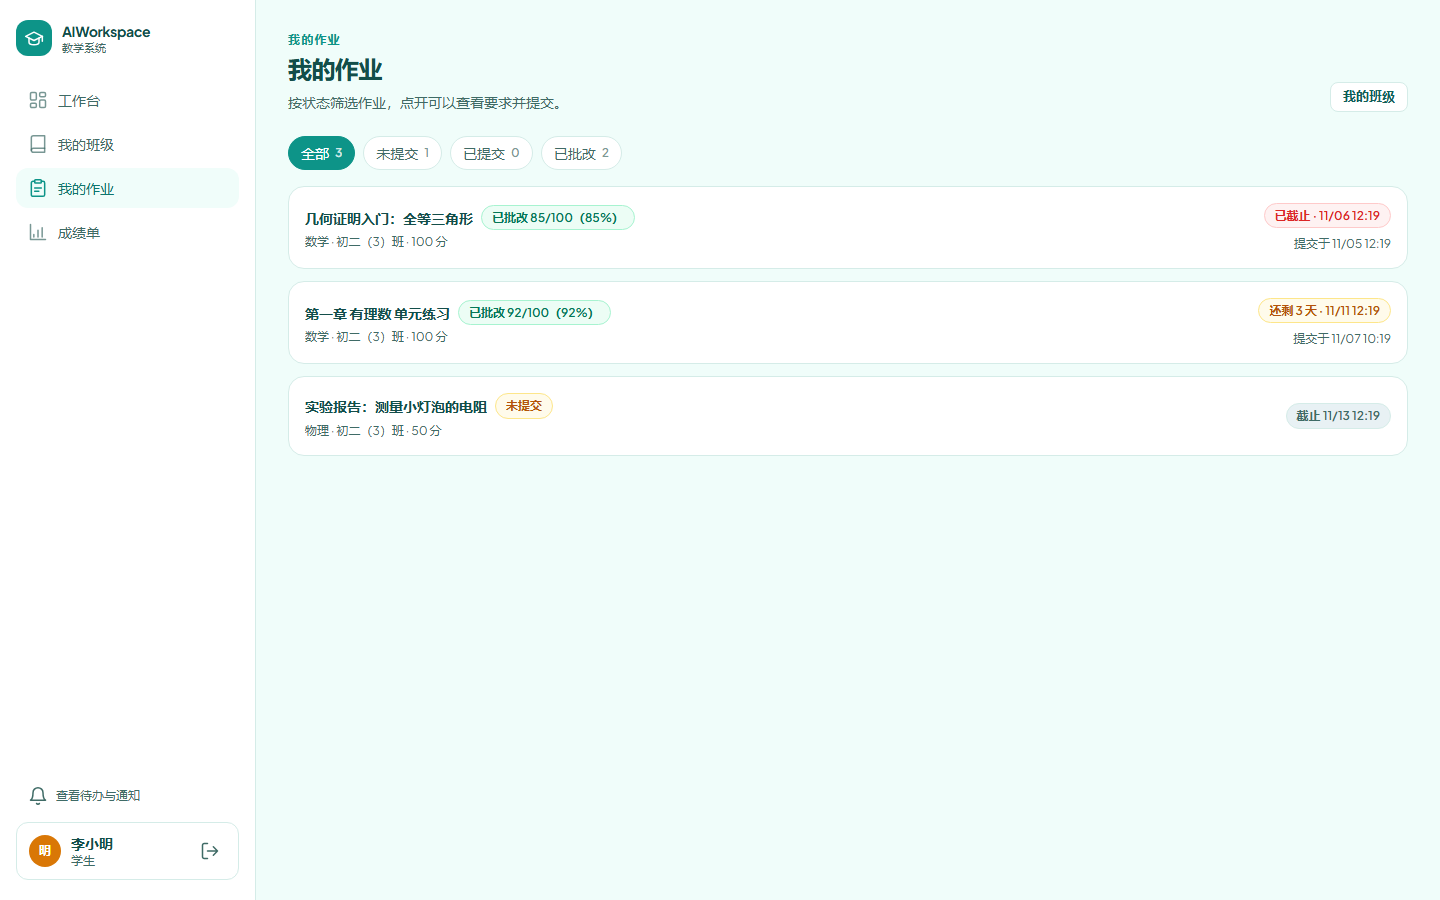 AIWorkspace
教学系统
工作台
我的班级
我的作业
成绩单
查看待办与通知
明
李小明
学生
我的作业
我的作业
按状态筛选作业，点开可以查看要求并提交。
我的班级
全部 3
未提交 1
已提交 0
已批改 2
几何证明入门：全等三角形 已批改 85/100（85%）
数学 · 初二（3）班 · 100 分
已截止 · 11/06 12:19
提交于 11/05 12:19
第一章 有理数 单元练习 已批改 92/100（92%）
数学 · 初二（3）班 · 100 分
还剩 3 天 · 11/11 12:19
提交于 11/07 10:19
实验报告：测量小灯泡的电阻 未提交
物理 · 初二（3）班 · 50 分
截止 11/13 12:19